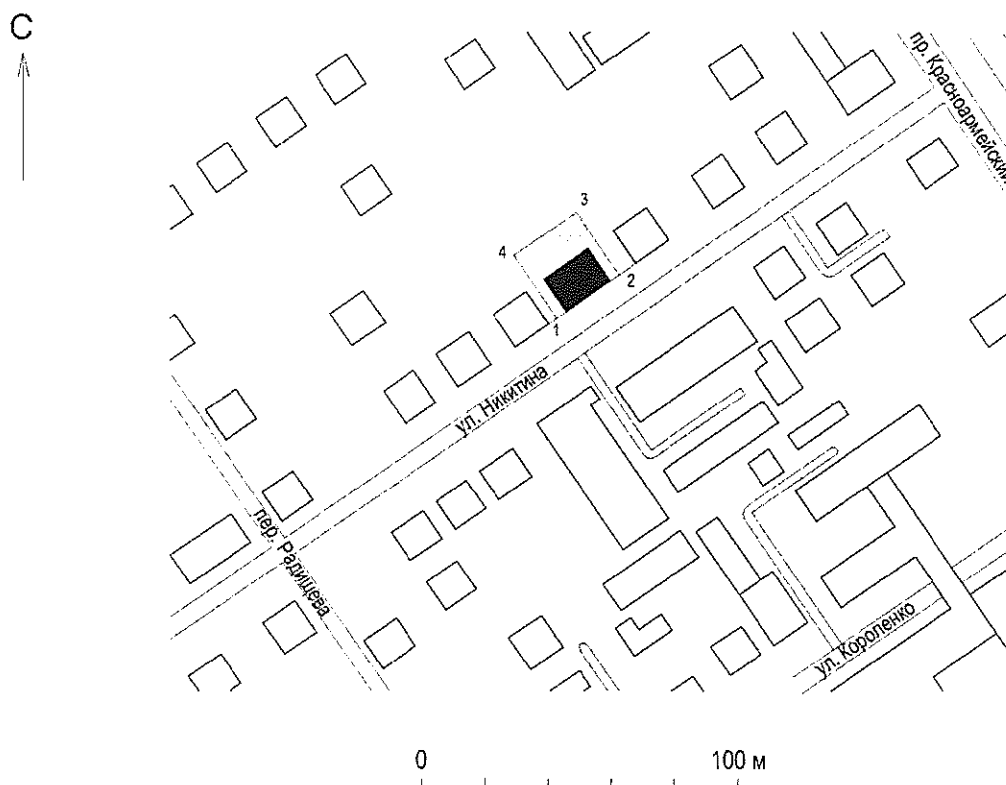 С
пр. Красноармейский
3
4
2
1
ул. Никитина
пер. Радищева
ул. Короленко
0 100 м